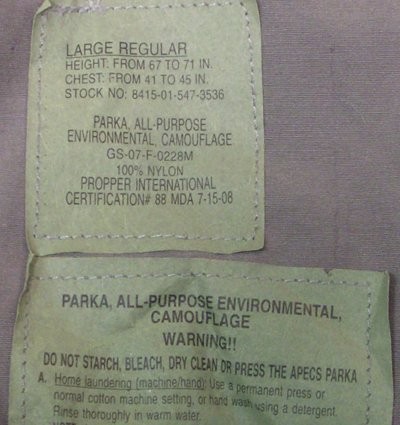 LARGE REGULAR
HEIGHT: FROM 67 TO 71 IN.
CHEST: FROM 41 TO 45 IN.
STOCK NO: 8415-01-547-3536
PARKA, ALL-PURPOSE
ENVIRONMENTAL, CAMOUFLAGE
GS-07-F-0228M
100% NYLON
PROPPER INTERNATIONAL
CERTIFICATION# 88 MDA 7-15-08
PARKA, ALL-PURPOSE ENVIRONMENTAL,
CAMOUFLAGE
WARNING!!
DO NOT STARCH, BLEACH, DRY CLEAN OR PRESS THE APECS PARKA
A. Home laundering (machine/hand): Use a permanent press or
normal cotton machine setting, or hand wash using a detergent.
Rinse thoroughly in warm water.